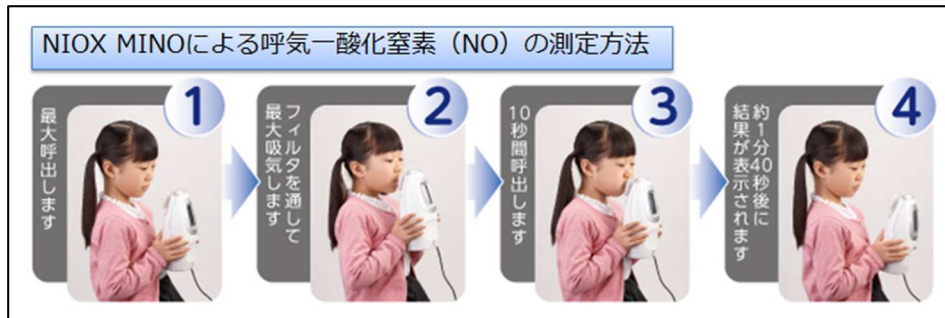 NIOX MINOによる呼気一酸化窒素（NO）の測定方法
1
最大呼出します
2
フィルタを通して
最大吸気します
3
10秒間呼出します
4
約1分40秒後に
結果が表示されます